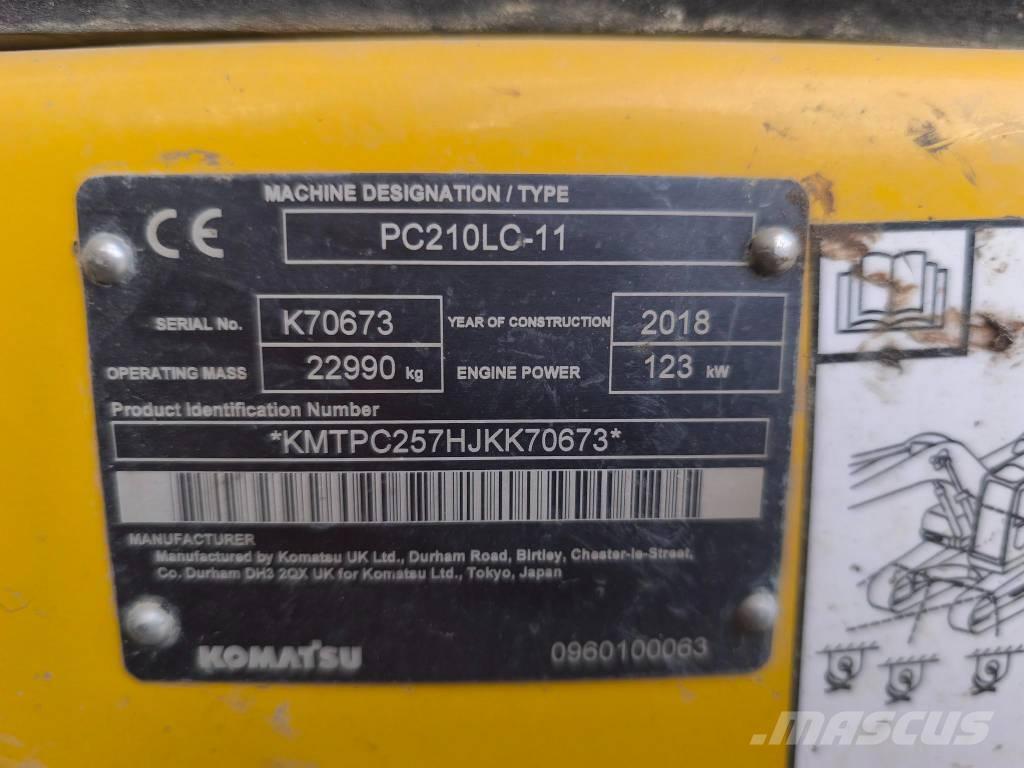 MACHINE DESIGNATION / TYPE
CE
PC210LC-11
SERIAL No. K70673 YEAR OF CONSTRUCTION 2018
OPERATING MASS 22990 kg ENGINE POWER 123 kW
Product Identification Number
*KMTPC257HJKK70673*
MANUFACTURER
Manufactured by Komatsu UK Ltd., Durham Road, Birtley, Chester-le-Street,
Co. Durham DH3 2QX UK for Komatsu Ltd., Tokyo, Japan
KOMATSU 0960100063
MASCUS